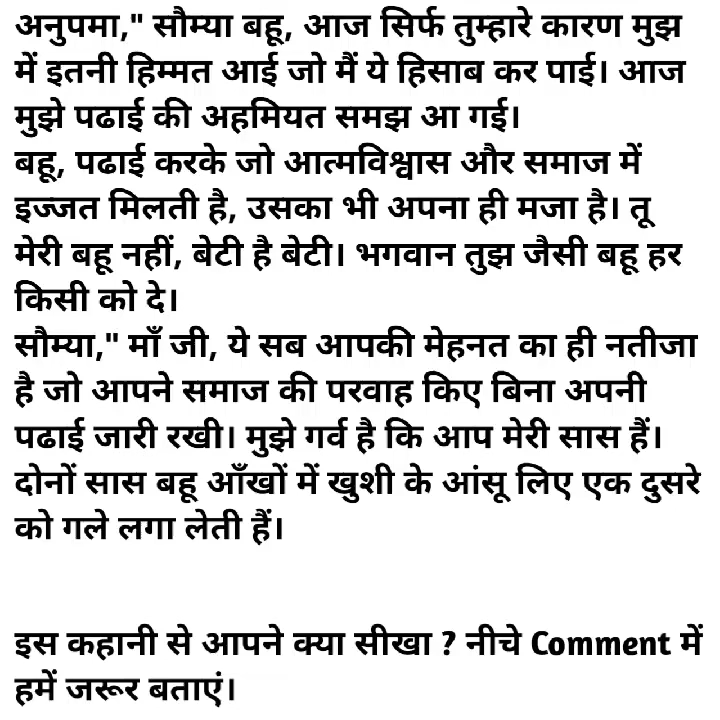 अनुपमा," सौम्या बहू, आज सिर्फ तुम्हारे कारण मुझ
में इतनी हिम्मत आई जो मैं ये हिसाब कर पाई। आज
मुझे पढाई की अहमियत समझ आ गई।
बहू, पढाई करके जो आत्मविश्वास और समाज में
इज्जत मिलती है, उसका भी अपना ही मजा है। तू
मेरी बहू नहीं, बेटी है बेटी। भगवान तुझ जैसी बहू हर
किसी को दे।
सौम्या," माँ जी, ये सब आपकी मेहनत का ही नतीजा
है जो आपने समाज की परवाह किए बिना अपनी
पढाई जारी रखी। मुझे गर्व है कि आप मेरी सास हैं।
दोनों सास बहू आँखों में खुशी के आंसू लिए एक दुसरे
को गले लगा लेती हैं।
इस कहानी से आपने क्या सीखा ? नीचे Comment में
हमें जरूर बताएं।